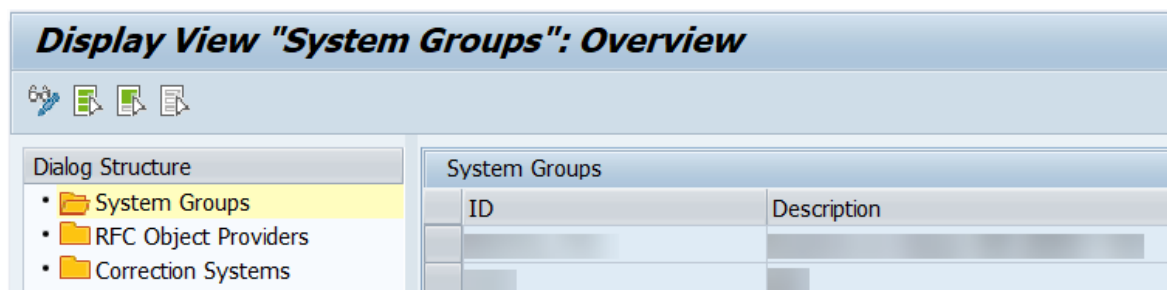 Display View "System Groups": Overview
Dialog Structure
System Groups
RFC Object Providers
Correction Systems
System Groups
ID Description